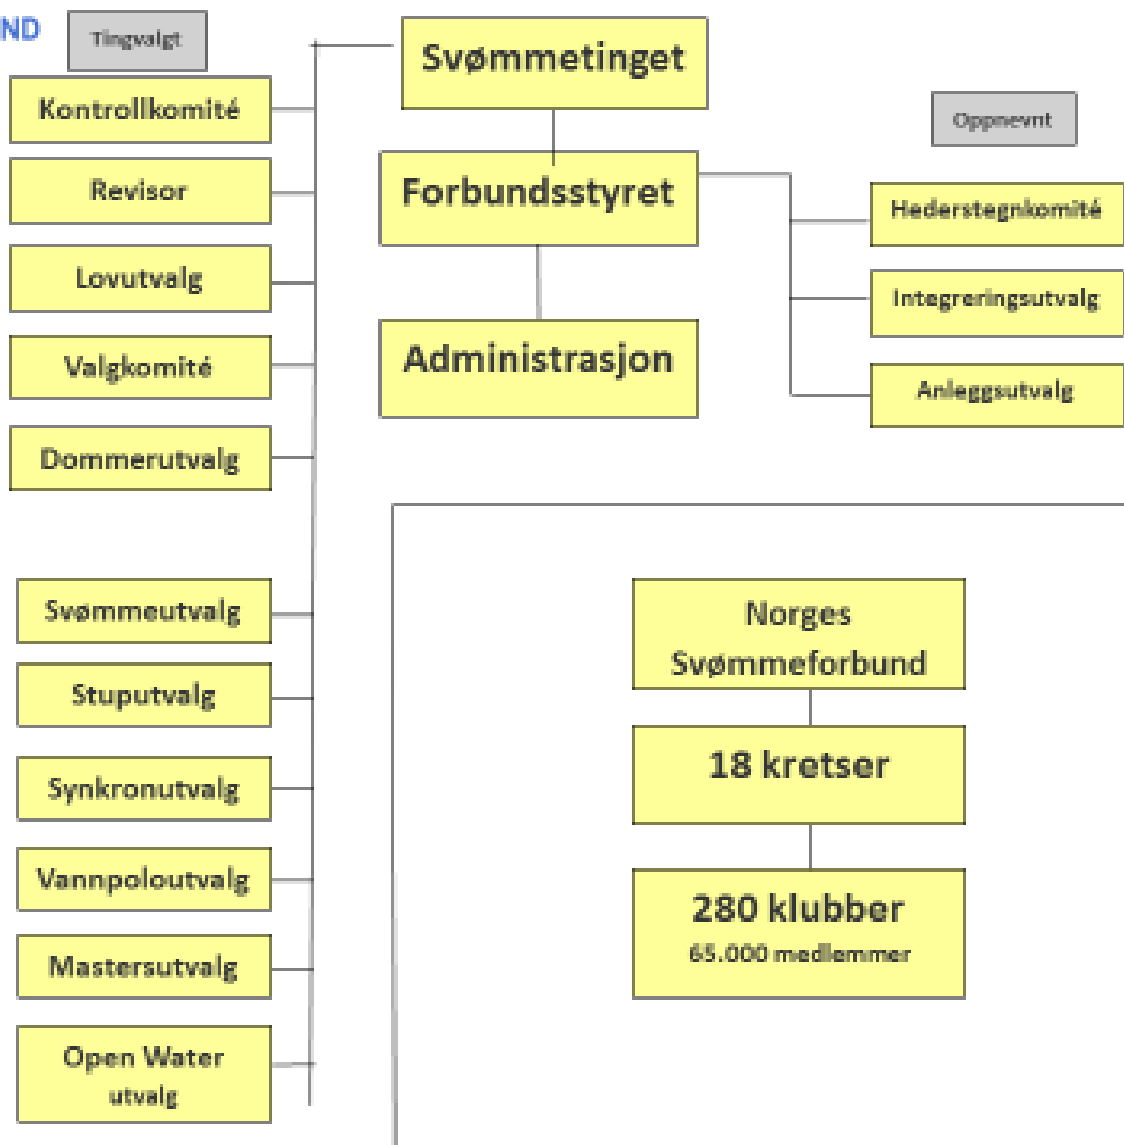 ND
Tingvalgt
Kontrollkomité
Revisor
Lovutvalg
Valgkomité
Dommerutvalg
Svømmeutvalg
Stuputvalg
Synkronutvalg
Vannpoloutvalg
Mastersutvalg
Open Water
utvalg
Svømmetinget
Forbundsstyret
Administrasjon
Oppnevnt
Hederstegnkomité
Integreringsutvalg
Anleggsutvalg
Norges
Svømmeforbund
18 kretser
280 klubber
65.000 medlemmer